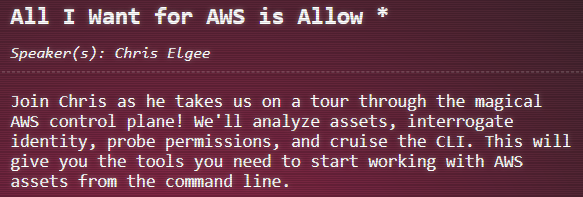 All I Want for AWS is Allow *
Speaker(s): Chris Elgee
Join Chris as he takes us on a tour through the magical
AWS control plane! We'll analyze assets, interrogate
identity, probe permissions, and cruise the CLI. This will
give you the tools you need to start working with AWS
assets from the command line.